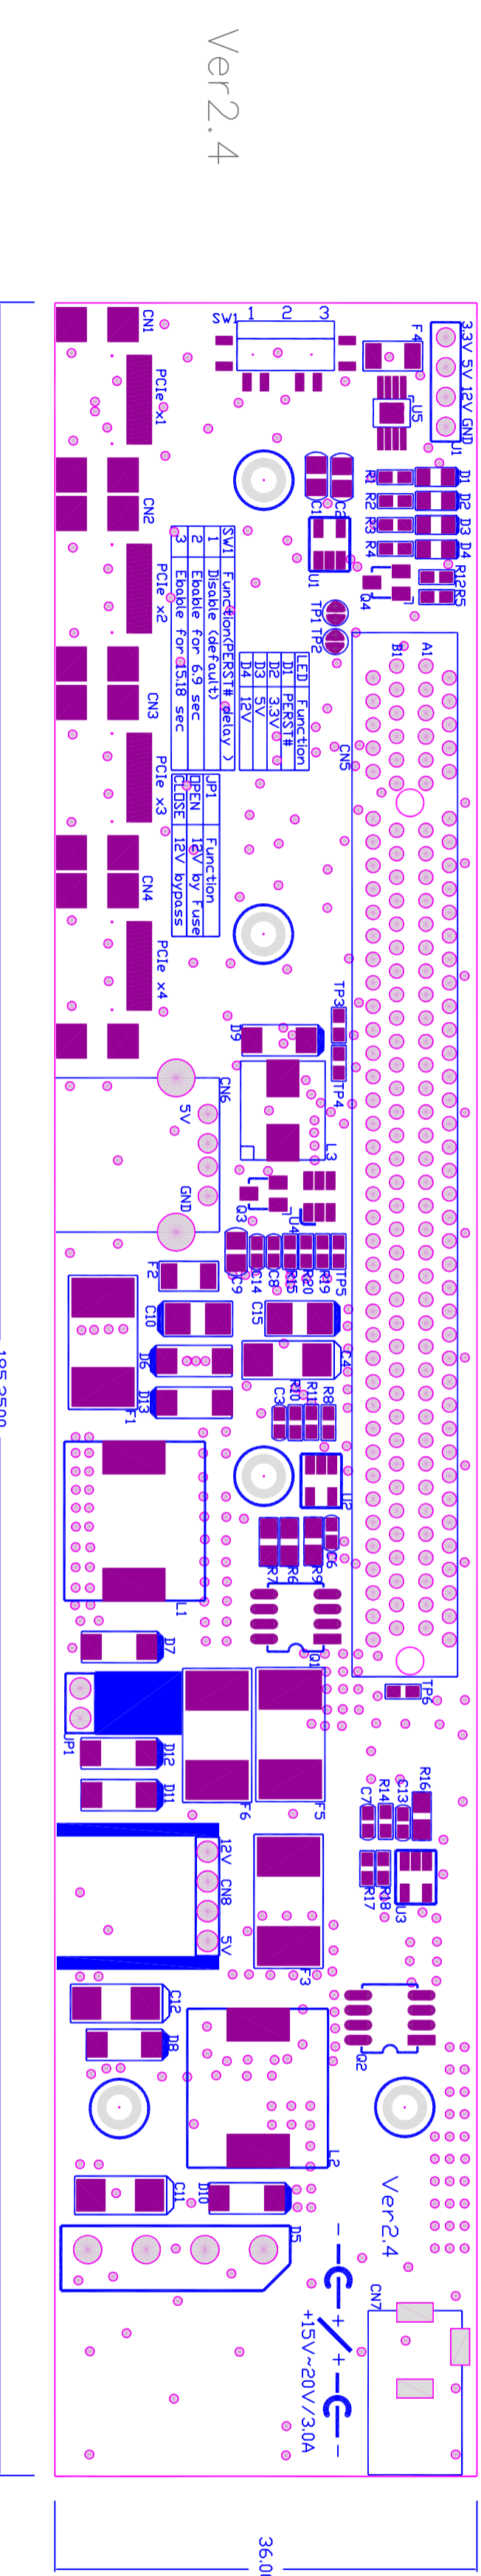 Ver2.4
3.3V 5V 12V GND
J1
F4
U5
SW1
1 2 3
CN1
PCIe x1
CN2
PCIe x2
CN3
PCIe x3
CN4
PCIe x4
R1
R2
R3
R4
D1
D2
D3
D4
R12
R5
Q4
C1
C2
U1
TP1
TP2
SW1 Function(PERST# delay )
1 Disable (default)
2 Ebable for 6.9 sec
3 Ebable for 15.18 sec
LED Function
D1 PERST#
D2 3.3V
D3 5V
D4 12V
JP1 Function
OPEN 12V by Fuse
CLOSE 12V bypass
A1
B1
CN5
TP3
TP4
D9
L3
CN6
5V
GND
Q3
U4
C9
C14
C8
R15
R20
R19
TP5
F2
C10
C15
D6
C4
D13
F1
C3
R10
R11
R8
U2
R7
R6
R9
C6
L1
Q1
D7
JP1
D12
D11
F6
F5
TP6
C7
R14
C13
R16
R17
R18
U3
12V CN8 5V
F3
C12
D8
L2
Q2
C11
D10
D5
Ver2.4
CN7
- + + -
+15V~20V/3.0A